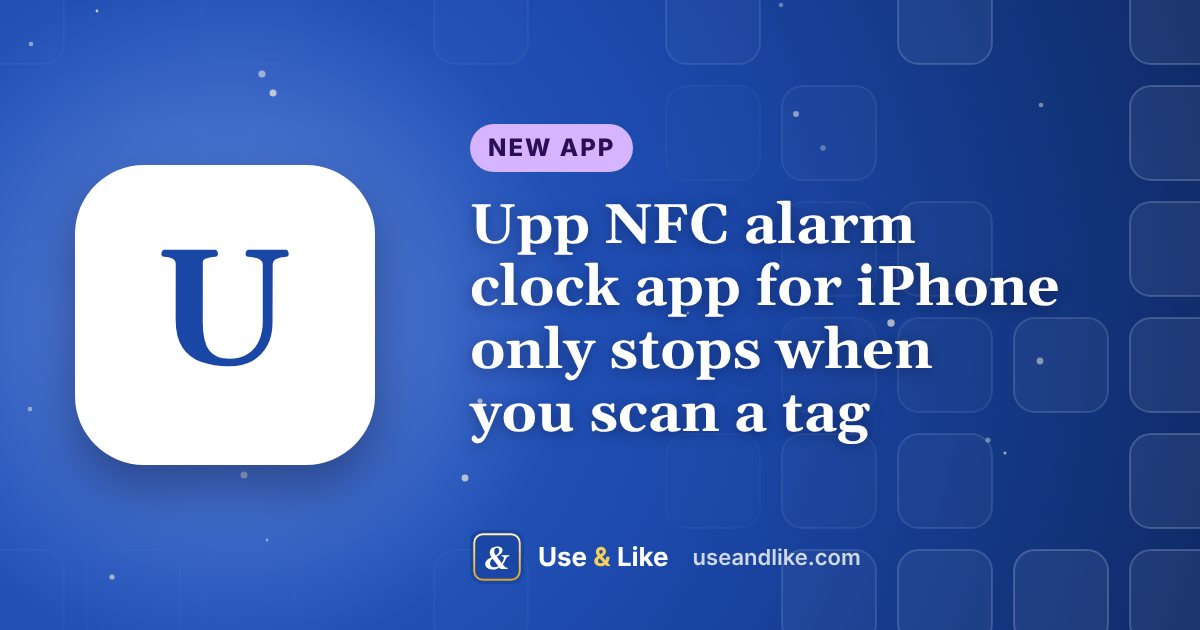 U
NEW APP
Upp NFC alarm
clock app for iPhone
only stops when
you scan a tag
& Use & Like useandlike.com